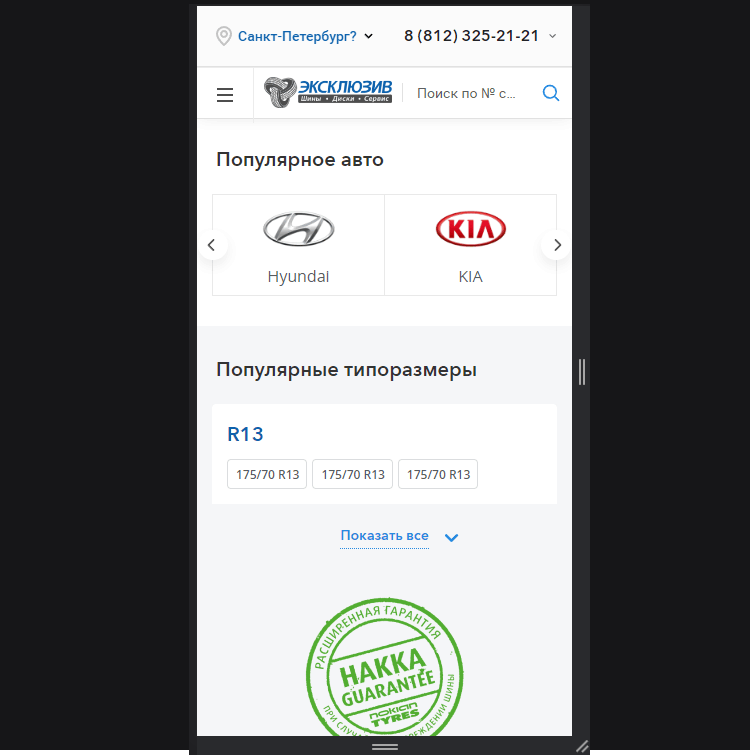 Санкт-Петербург?
8 (812) 325-21-21
ЭКСКЛЮЗИВ
Шины • Диски • Сервис
Поиск по № с...
Популярное авто
Hyundai
KIA
KIA
Популярные типоразмеры
R13
175/70 R13
175/70 R13
175/70 R13
Показать все
РАСШИРЕННАЯ ГАРАНТИЯ
HAKKA
GUARANTEE
nokian
TYRES
ПРИ СЛУЧА
РЕЖДЕНИИ ШИНЫ